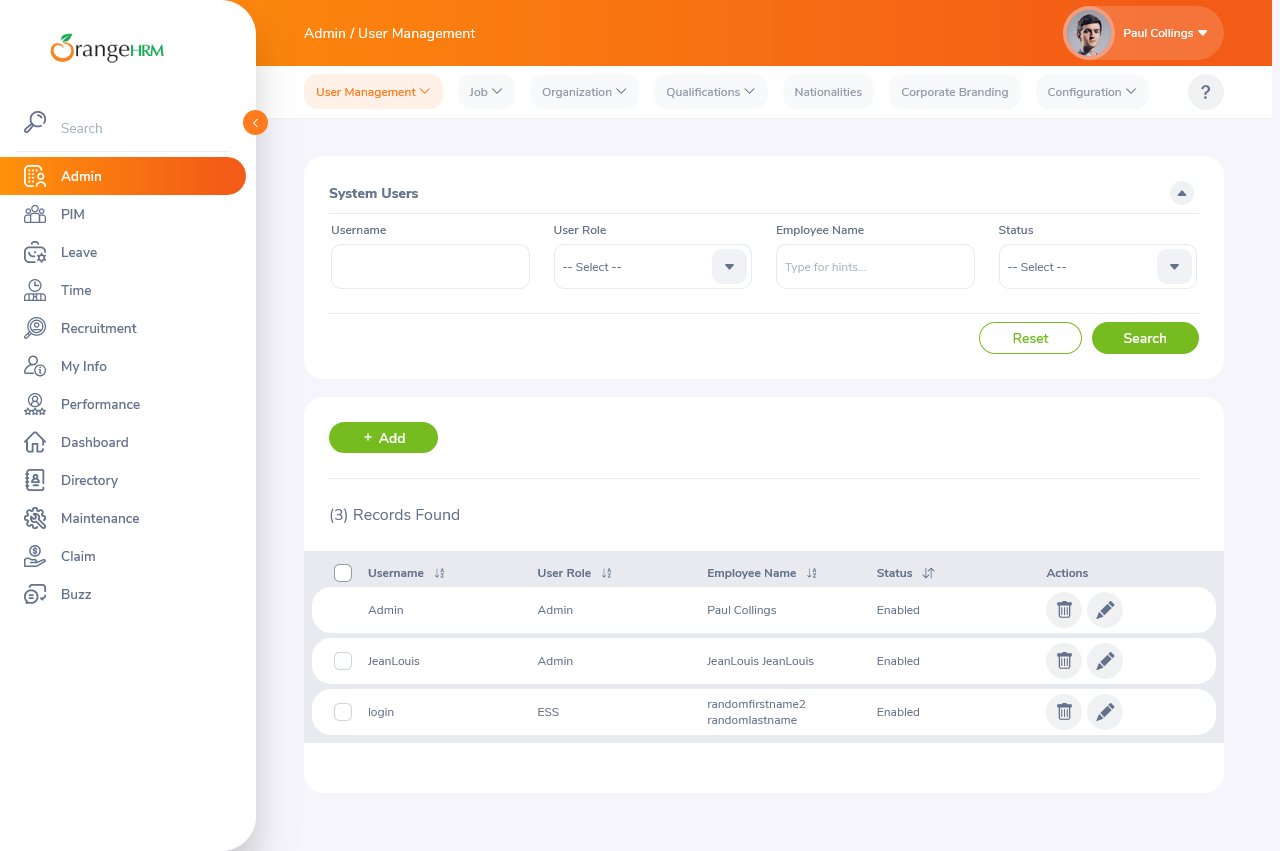 OrangeHRM
Search
Admin
PIM
Leave
Time
Recruitment
My Info
Performance
Dashboard
Directory
Maintenance
Claim
Buzz
Admin / User Management
Paul Collings
User Management
Job
Organization
Qualifications
Nationalities
Corporate Branding
Configuration
?
System Users
Username
User Role
Employee Name
Status
-- Select --
Type for hints...
-- Select --
Reset
Search
+ Add
(3) Records Found
Username
User Role
Employee Name
Status
Actions
Admin
Admin
Paul Collings
Enabled
JeanLouis
Admin
JeanLouis JeanLouis
Enabled
login
ESS
randomfirstname2
randomlastname
Enabled